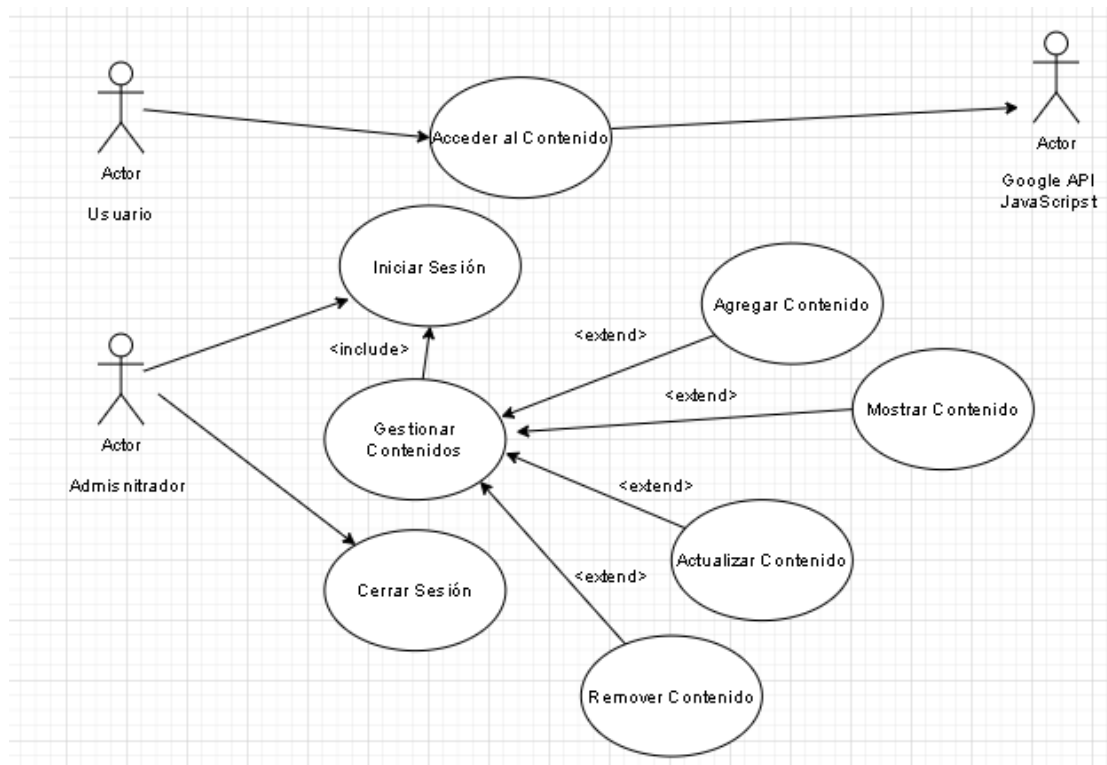 Actor
Usuario
Acceder al Contenido
Actor
Google API
JavaScripst
Iniciar Sesión
Agregar Contenido
<extend>
<include>
<extend>
Mostrar Contenido
Actor
Admisnitrador
Gestionar
Contenidos
<extend>
Actualizar Contenido
<extend>
Cerrar Sesión
Remover Contenido